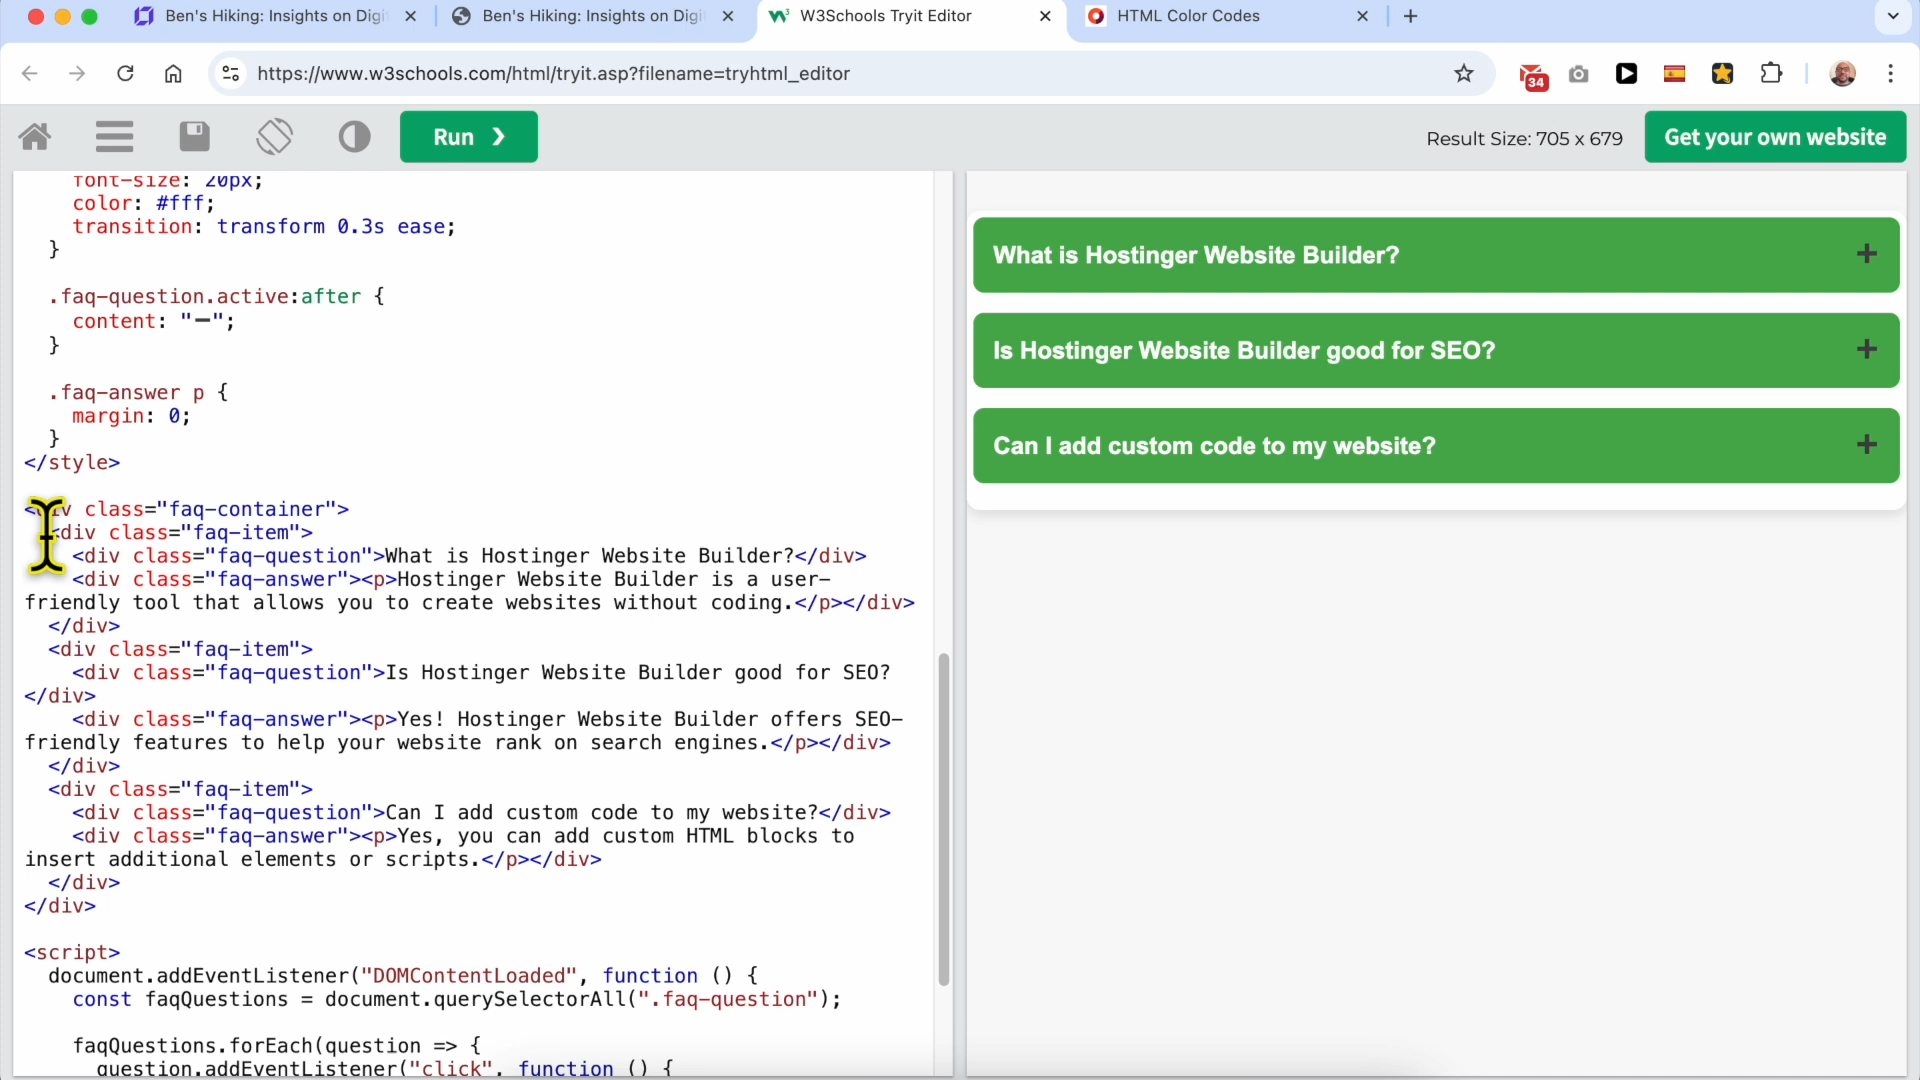 Ben's Hiking: Insights on Digi
Ben's Hiking: Insights on Digi
W3Schools Tryit Editor
HTML Color Codes
https://www.w3schools.com/html/tryit.asp?filename=tryhtml_editor
34
Run ❯
Result Size: 705 x 679
Get your own website
font-size: 20px;
color: #fff;
transition: transform 0.3s ease;
}
.faq-question.active:after {
content: "➖";
}
.faq-answer p {
margin: 0;
}
</style>
<div class="faq-container">
<div class="faq-item">
<div class="faq-question">What is Hostinger Website Builder?</div>
<div class="faq-answer"><p>Hostinger Website Builder is a user-
friendly tool that allows you to create websites without coding.</p></div>
</div>
<div class="faq-item">
<div class="faq-question">Is Hostinger Website Builder good for SEO?
</div>
<div class="faq-answer"><p>Yes! Hostinger Website Builder offers SEO-
friendly features to help your website rank on search engines.</p></div>
</div>
<div class="faq-item">
<div class="faq-question">Can I add custom code to my website?</div>
<div class="faq-answer"><p>Yes, you can add custom HTML blocks to
insert additional elements or scripts.</p></div>
</div>
</div>
<script>
document.addEventListener("DOMContentLoaded", function () {
const faqQuestions = document.querySelectorAll(".faq-question");
faqQuestions.forEach(question => {
question.addEventListener("click", function () {
What is Hostinger Website Builder? ➕
Is Hostinger Website Builder good for SEO? ➕
Can I add custom code to my website? ➕